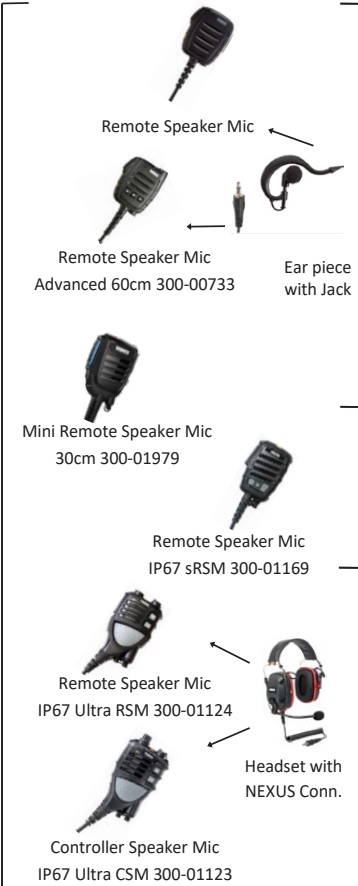 Remote Speaker Mic
Remote Speaker Mic
Advanced 60cm 300-00733
Ear piece
with Jack
Mini Remote Speaker Mic
30cm 300-01979
Remote Speaker Mic
IP67 sRSM 300-01169
Remote Speaker Mic
IP67 Ultra RSM 300-01124
Headset with
NEXUS Conn.
Controller Speaker Mic
IP67 Ultra CSM 300-01123